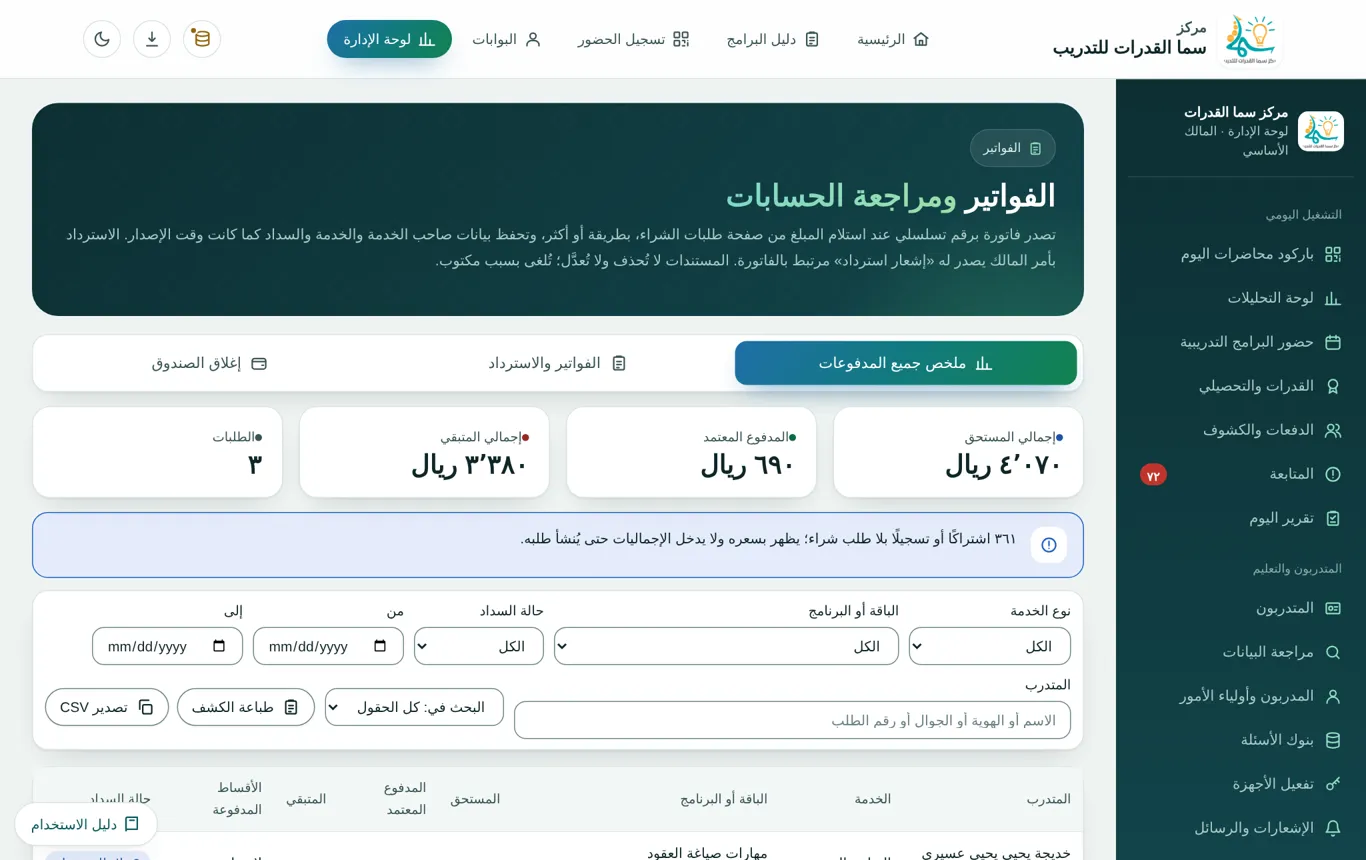 مركز
سما القدرات للتدريب
الرئيسية
دليل البرامج
تسجيل الحضور
البوابات
لوحة الإدارة
مركز سما القدرات
لوحة الإدارة · المالك
الأساسي
التشغيل اليومي
باركود محاضرات اليوم
لوحة التحليلات
حضور البرامج التدريبية
القدرات والتحصيلي
الدفعات والكشوف
المتابعة
٧٢
تقرير اليوم
المتدربون والتعليم
المتدربون
مراجعة البيانات
المدربون وأولياء الأمور
بنوك الأسئلة
تفعيل الأجهزة
الإشعارات والرسائل
الفواتير
الفواتير ومراجعة الحسابات
تصدر فاتورة برقم تسلسلي عند استلام المبلغ من صفحة طلبات الشراء، بطريقة أو أكثر، وتحفظ بيانات صاحب الخدمة والخدمة والسداد كما كانت وقت الإصدار. الاسترداد
بأمر المالك يصدر له «إشعار استرداد» مرتبط بالفاتورة. المستندات لا تُحذف ولا تُعدَّل؛ تُلغى بسبب مكتوب.
ملخص جميع المدفوعات
الفواتير والاسترداد
إغلاق الصندوق
إجمالي المستحق
٤٬٠٧٠ ريال
المدفوع المعتمد
٦٩٠ ريال
إجمالي المتبقي
٣٬٣٨٠ ريال
الطلبات
٣
٣٦١ اشتراكًا أو تسجيلًا بلا طلب شراء؛ يظهر بسعره ولا يدخل الإجماليات حتى يُنشأ طلبه.
نوع الخدمة
الباقة أو البرنامج
حالة السداد
من
إلى
الكل
الكل
الكل
mm/dd/yyyy
mm/dd/yyyy
المتدرب
الاسم أو الهوية أو الجوال أو رقم الطلب
البحث في: كل الحقول
طباعة الكشف
تصدير CSV
المتدرب
الخدمة
الباقة أو البرنامج
المستحق
المدفوع
المعتمد
المتبقي
الأقساط
المدفوعة
حالة السداد
خديجة يحيى يحيى عسيري
مهارات صياغة العقود
دليل الاستخدام